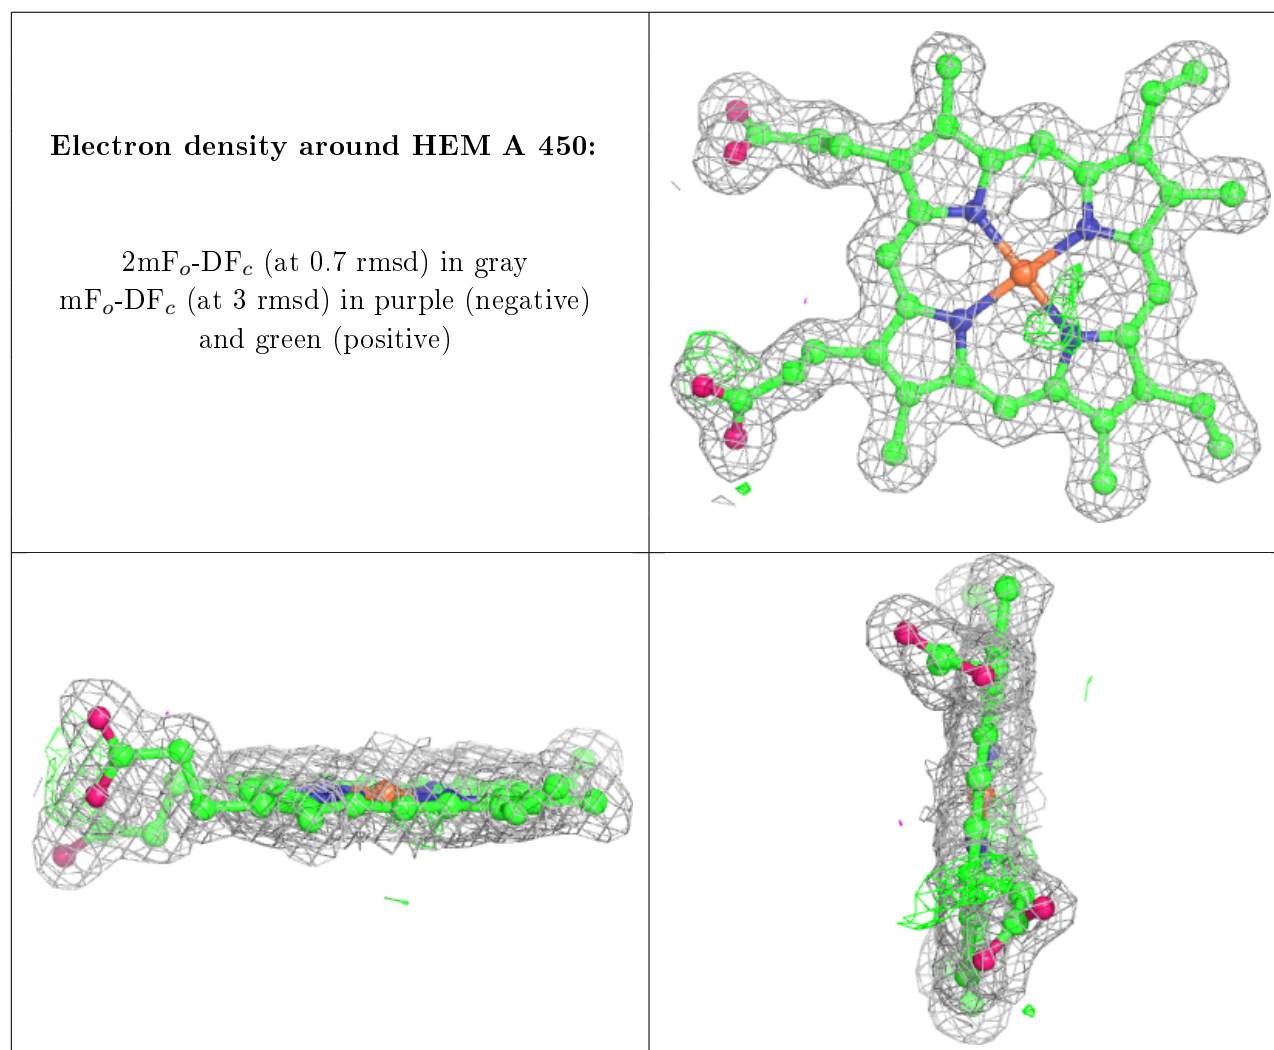 Electron density around HEM A 450:
2mFₒ-DF𝒸 (at 0.7 rmsd) in gray
mFₒ-DF𝒸 (at 3 rmsd) in purple (negative)
and green (positive)